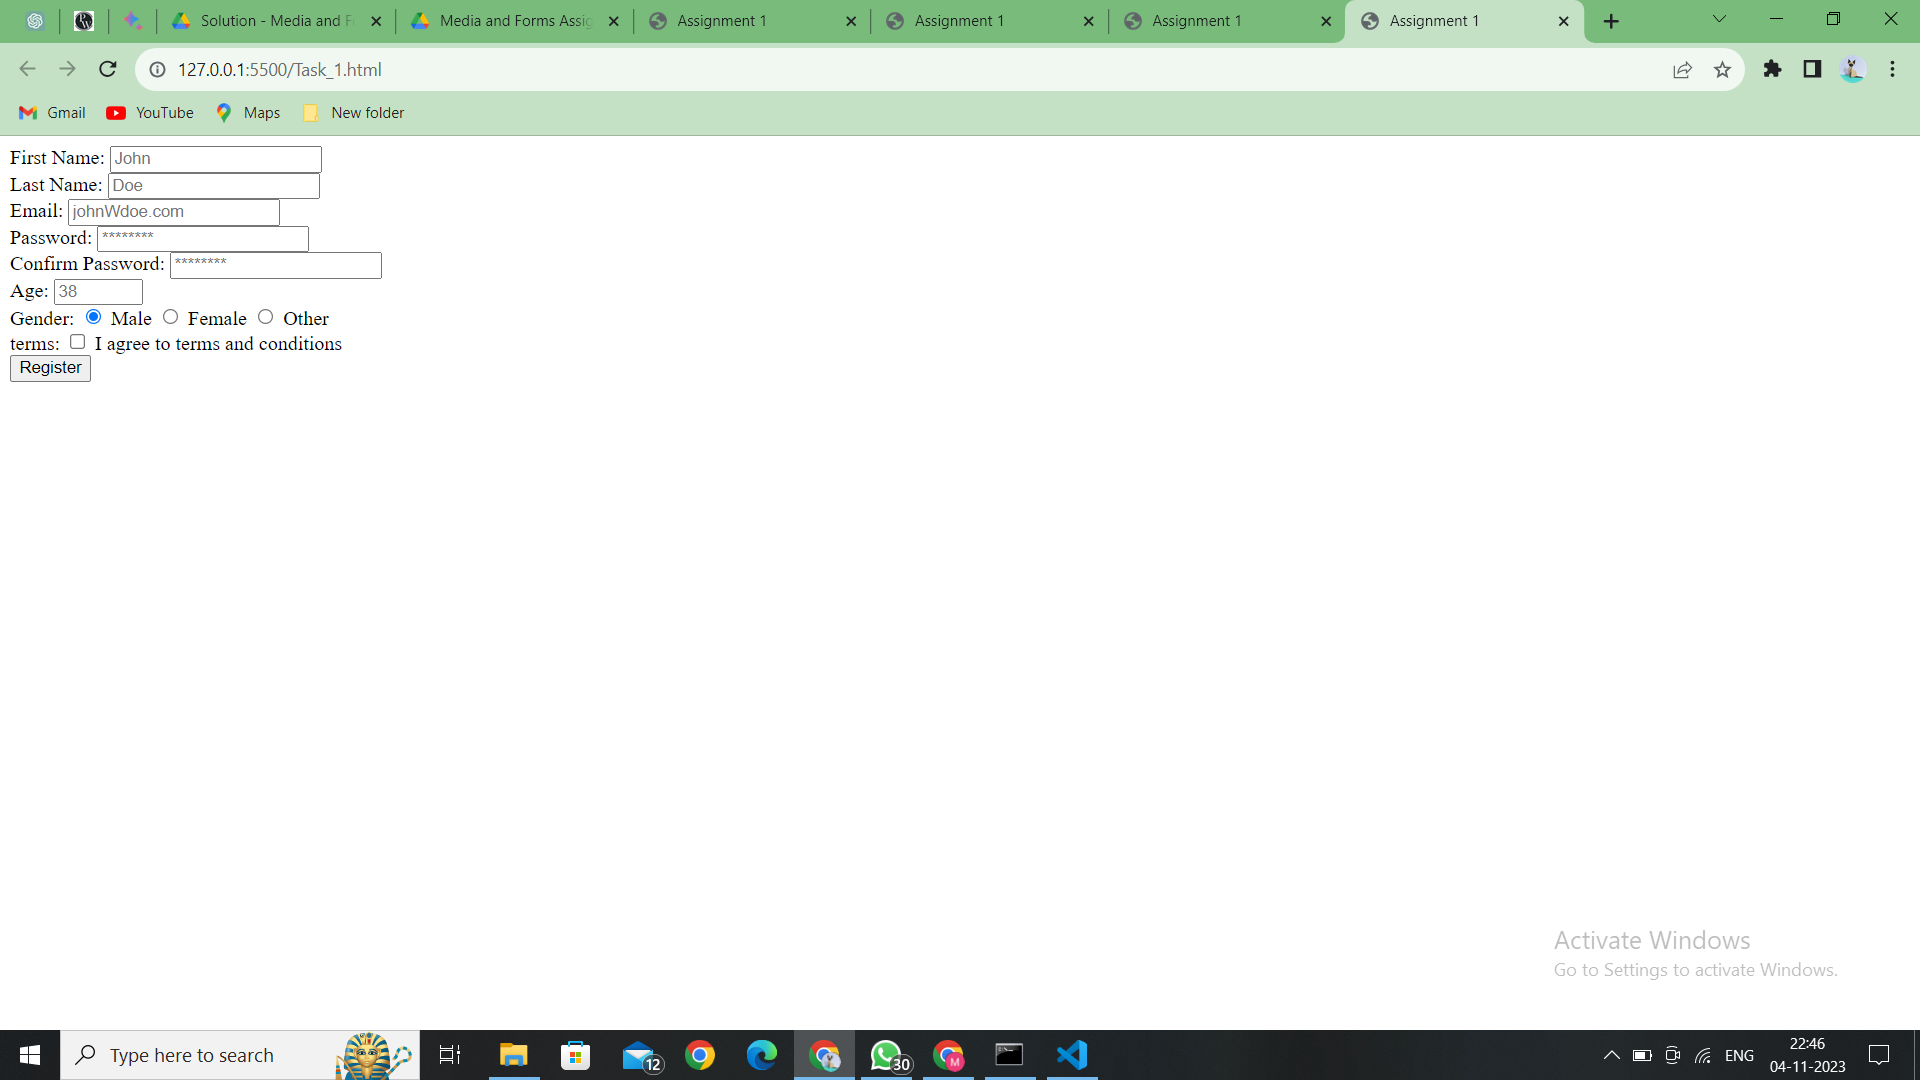 Solution - Media and F
Media and Forms Assig
Assignment 1
Assignment 1
Assignment 1
Assignment 1
127.0.0.1:5500/Task_1.html
Gmail
YouTube
Maps
New folder
First Name: John
Last Name: Doe
Email: johnWdoe.com
Password: ********
Confirm Password: ********
Age: 38
Gender: Male Female Other
terms: I agree to terms and conditions
Register
Activate Windows
Go to Settings to activate Windows.
Type here to search
12
30
M
ENG
22:46
04-11-2023